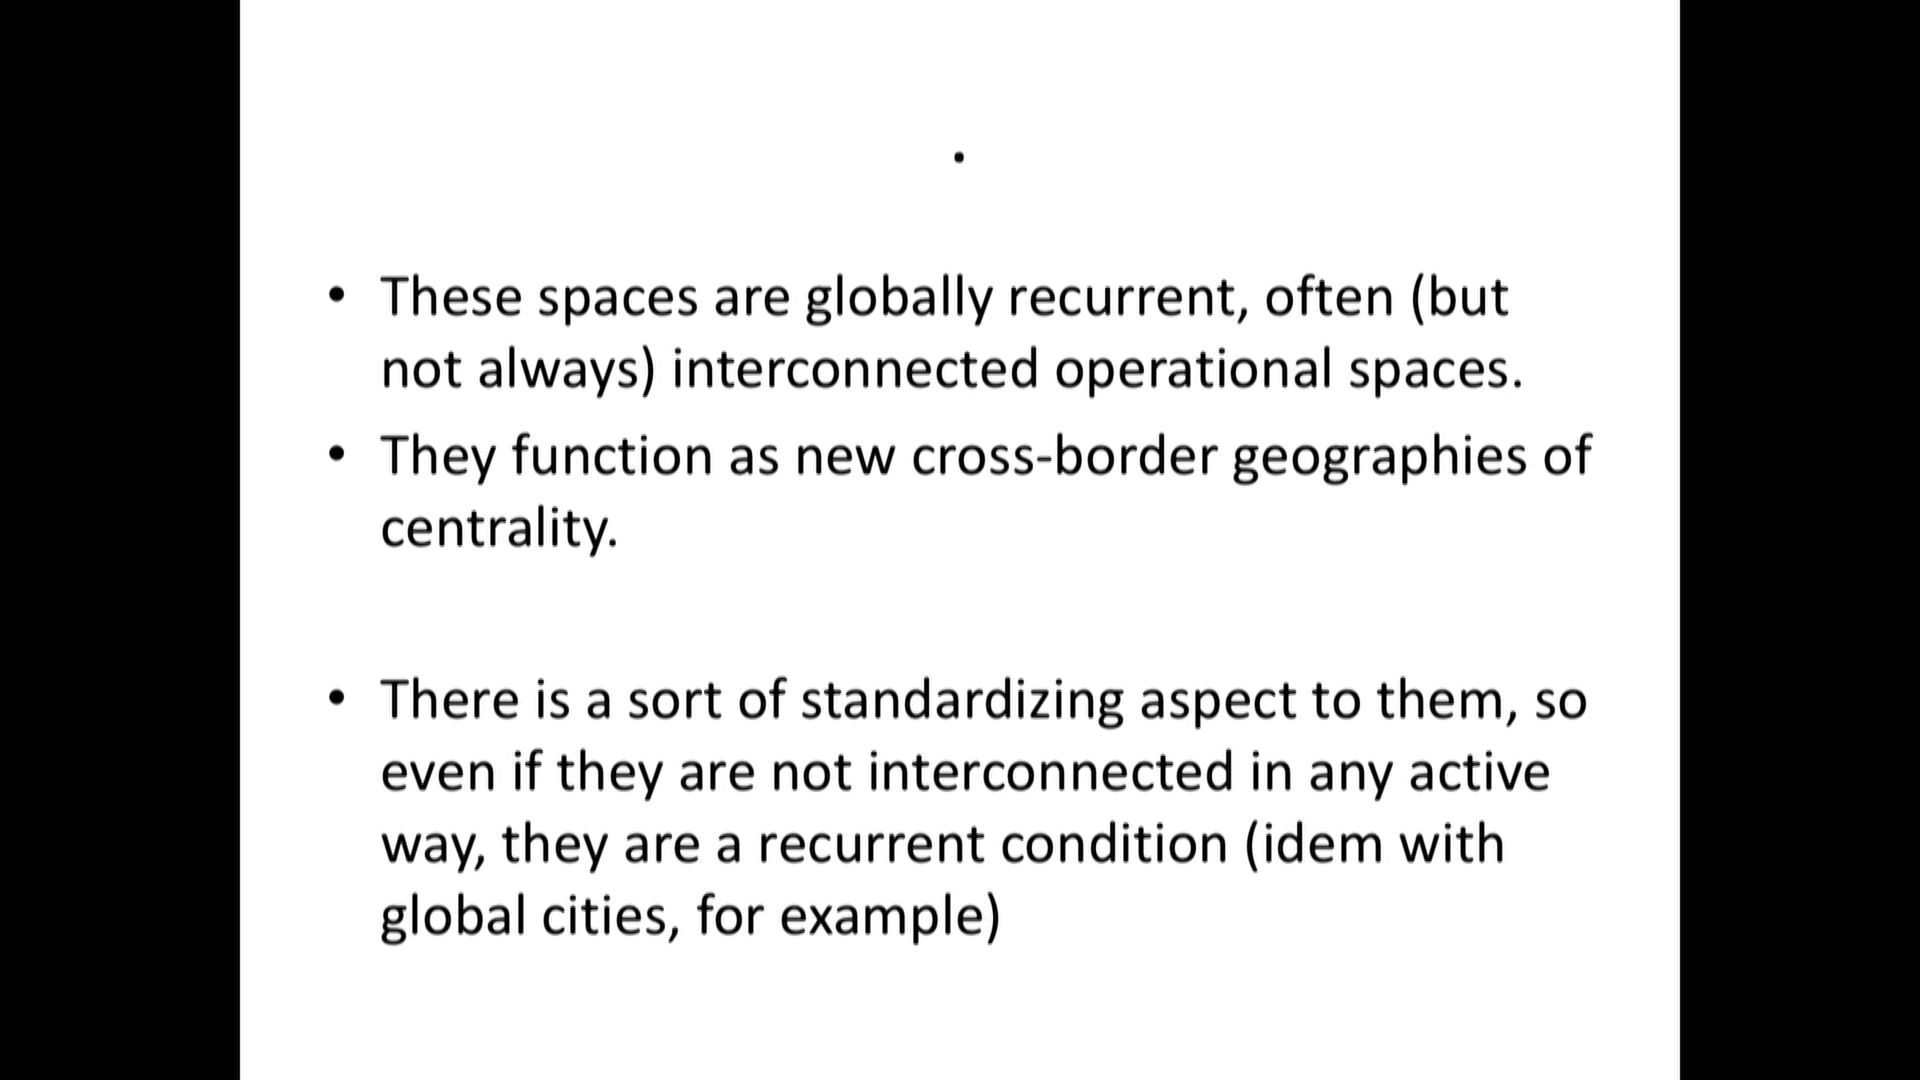 .
• These spaces are globally recurrent, often (but
not always) interconnected operational spaces.
• They function as new cross-border geographies of
centrality.
• There is a sort of standardizing aspect to them, so
even if they are not interconnected in any active
way, they are a recurrent condition (idem with
global cities, for example)